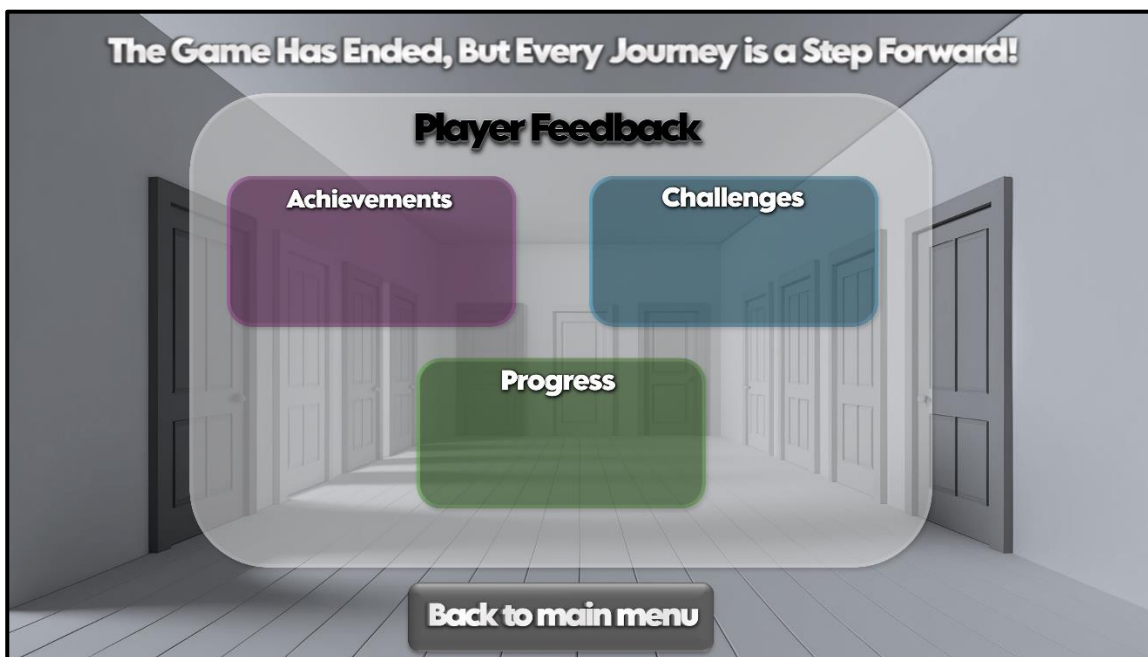 The Game Has Ended, But Every Journey is a Step Forward!
Player Feedback
Achievements
Challenges
Progress
Back to main menu